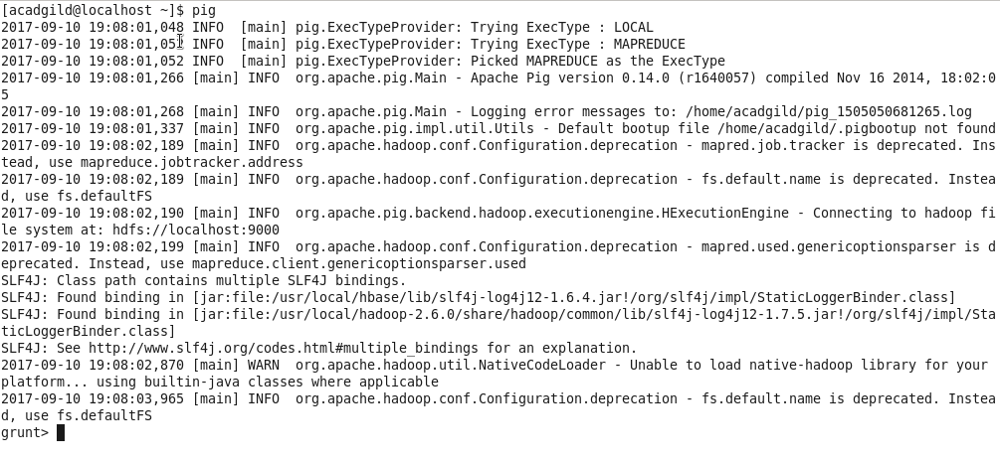 [acadgild@localhost ~]$ pig
2017-09-10 19:08:01,048 INFO  [main] pig.ExecTypeProvider: Trying ExecType : LOCAL
2017-09-10 19:08:01,051 INFO  [main] pig.ExecTypeProvider: Trying ExecType : MAPREDUCE
2017-09-10 19:08:01,052 INFO  [main] pig.ExecTypeProvider: Picked MAPREDUCE as the ExecType
2017-09-10 19:08:01,266 [main] INFO  org.apache.pig.Main - Apache Pig version 0.14.0 (r1640057) compiled Nov 16 2014, 18:02:0
5
2017-09-10 19:08:01,268 [main] INFO  org.apache.pig.Main - Logging error messages to: /home/acadgild/pig_1505050681265.log
2017-09-10 19:08:01,337 [main] INFO  org.apache.pig.impl.util.Utils - Default bootup file /home/acadgild/.pigbootup not found
2017-09-10 19:08:02,189 [main] INFO  org.apache.hadoop.conf.Configuration.deprecation - mapred.job.tracker is deprecated. Ins
tead, use mapreduce.jobtracker.address
2017-09-10 19:08:02,189 [main] INFO  org.apache.hadoop.conf.Configuration.deprecation - fs.default.name is deprecated. Instea
d, use fs.defaultFS
2017-09-10 19:08:02,190 [main] INFO  org.apache.pig.backend.hadoop.executionengine.HExecutionEngine - Connecting to hadoop fi
le system at: hdfs://localhost:9000
2017-09-10 19:08:02,199 [main] INFO  org.apache.hadoop.conf.Configuration.deprecation - mapred.used.genericoptionsparser is d
eprecated. Instead, use mapreduce.client.genericoptionsparser.used
SLF4J: Class path contains multiple SLF4J bindings.
SLF4J: Found binding in [jar:file:/usr/local/hbase/lib/slf4j-log4j12-1.6.4.jar!/org/slf4j/impl/StaticLoggerBinder.class]
SLF4J: Found binding in [jar:file:/usr/local/hadoop-2.6.0/share/hadoop/common/lib/slf4j-log4j12-1.7.5.jar!/org/slf4j/impl/Sta
ticLoggerBinder.class]
SLF4J: See http://www.slf4j.org/codes.html#multiple_bindings for an explanation.
2017-09-10 19:08:02,870 [main] WARN  org.apache.hadoop.util.NativeCodeLoader - Unable to load native-hadoop library for your
platform... using builtin-java classes where applicable
2017-09-10 19:08:03,965 [main] INFO  org.apache.hadoop.conf.Configuration.deprecation - fs.default.name is deprecated. Instea
d, use fs.defaultFS
grunt>